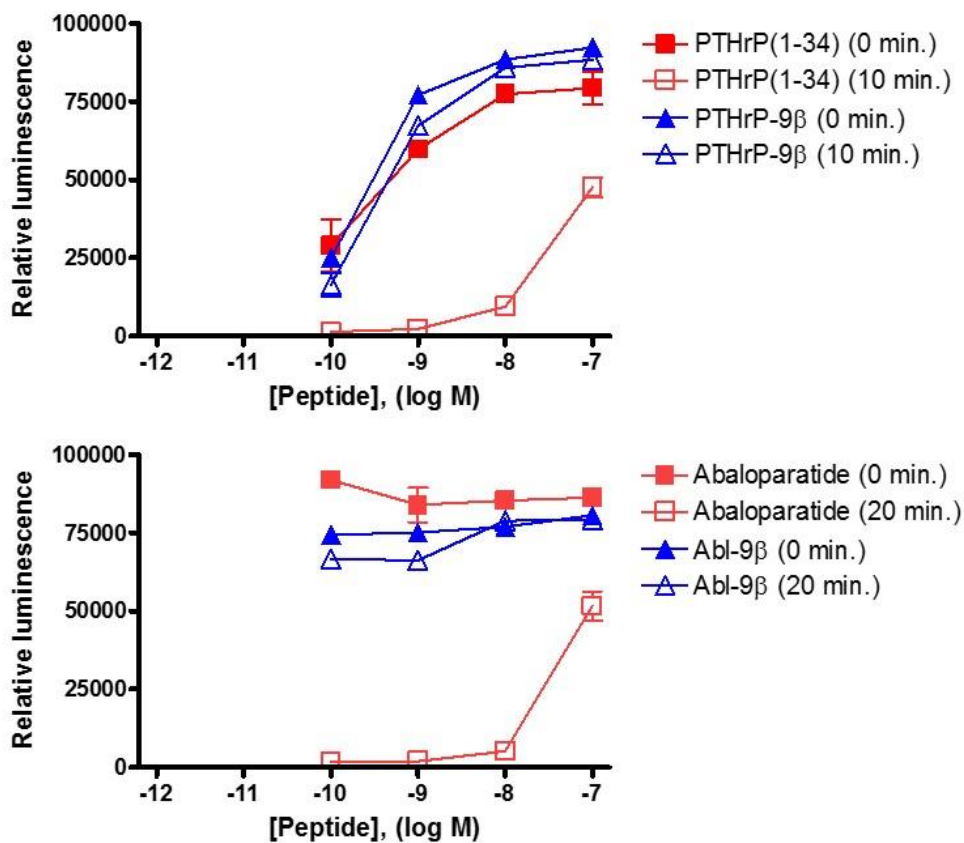 Relative luminescence
100000
75000
50000
25000
0
-12 -11 -10 -9 -8 -7
[Peptide], (log M)
PTHrP(1-34) (0 min.)
PTHrP(1-34) (10 min.)
PTHrP-9β (0 min.)
PTHrP-9β (10 min.)
Relative luminescence
100000
75000
50000
25000
0
-12 -11 -10 -9 -8 -7
[Peptide], (log M)
Abaloparatide (0 min.)
Abaloparatide (20 min.)
Abl-9β (0 min.)
Abl-9β (20 min.)